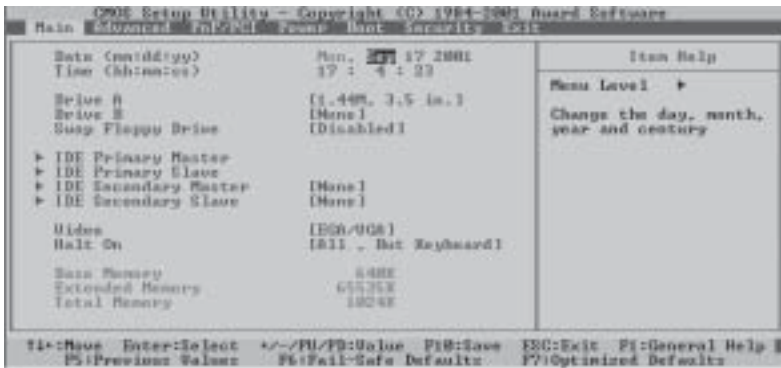 CMOS Setup Utility - Copyright (C) 1984-2001 Award Software
Main Advanced PnP/PCI Power Boot Security Exit
Date (mm:dd:yy) Mon, Sep 17 2001
Time (hh:mm:ss) 17 : 4 : 23
Item Help
Menu Level ►
Change the day, month,
year and century
Drive A [1.44M, 3.5 in.]
Drive B [None]
Swap Floppy Drive [Disabled]
► IDE Primary Master
► IDE Primary Slave
► IDE Secondary Master [None]
► IDE Secondary Slave [None]
Video [EGA/VGA]
Halt On [All , But Keyboard]
Base Memory 640K
Extended Memory 65535K
Total Memory 1024K
↑↓←:Move Enter:Select +/-/PU/PD:Value F10:Save ESC:Exit F1:General Help
F5:Previous Values F6:Fail-Safe Defaults F7:Optimized Defaults